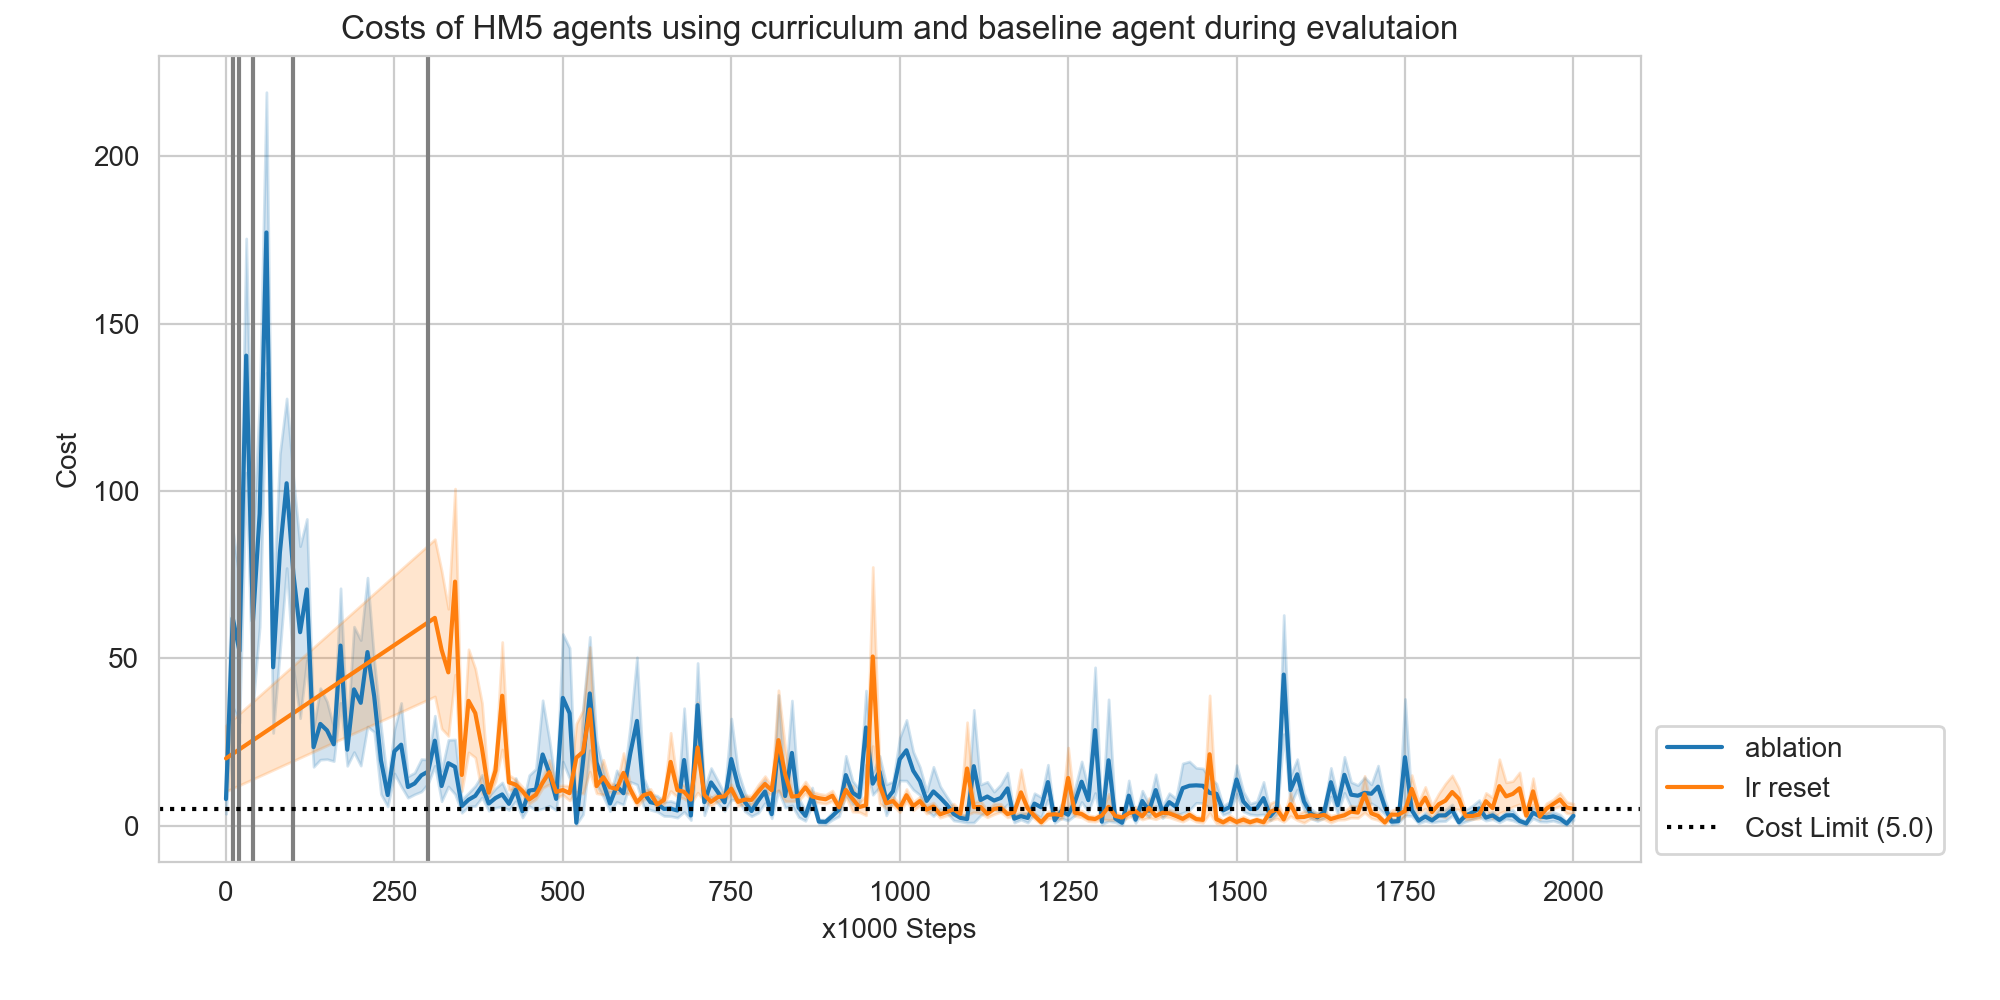 Costs of HM5 agents using curriculum and baseline agent during evalutaion
Cost
200
150
100
50
0
0 250 500 750 1000 1250 1500 1750 2000
x1000 Steps
ablation
lr reset
Cost Limit (5.0)